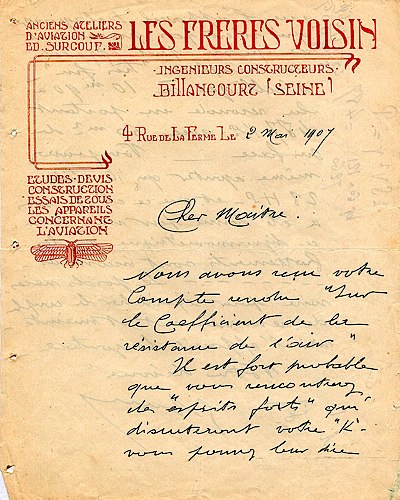 ANCIENS ATELIERS
D'AVIATION
ED. SURCOUF.
LES FRERES VOISIN
·INGENIEURS CONSTRUCTEURS·
BILLANCOURT (SEINE)
4 RUE DE LA FERME LE 2 Mai 1907
ETUDES-DEVIS
CONSTRUCTION
ESSAIS DE TOUS
LES APPAREILS
CONCERNANT
L'AVIATION
Cher Maître.
Nous avons reçu votre
Compte rendu "Sur
le Coefficient de la
résistance de l'air"
Il est fort probable
que vous rencontrerez
des "esprits forts" qui
discuteront votre "K"
vous pouvez leur dire